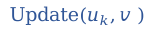 Update(u_k, v )